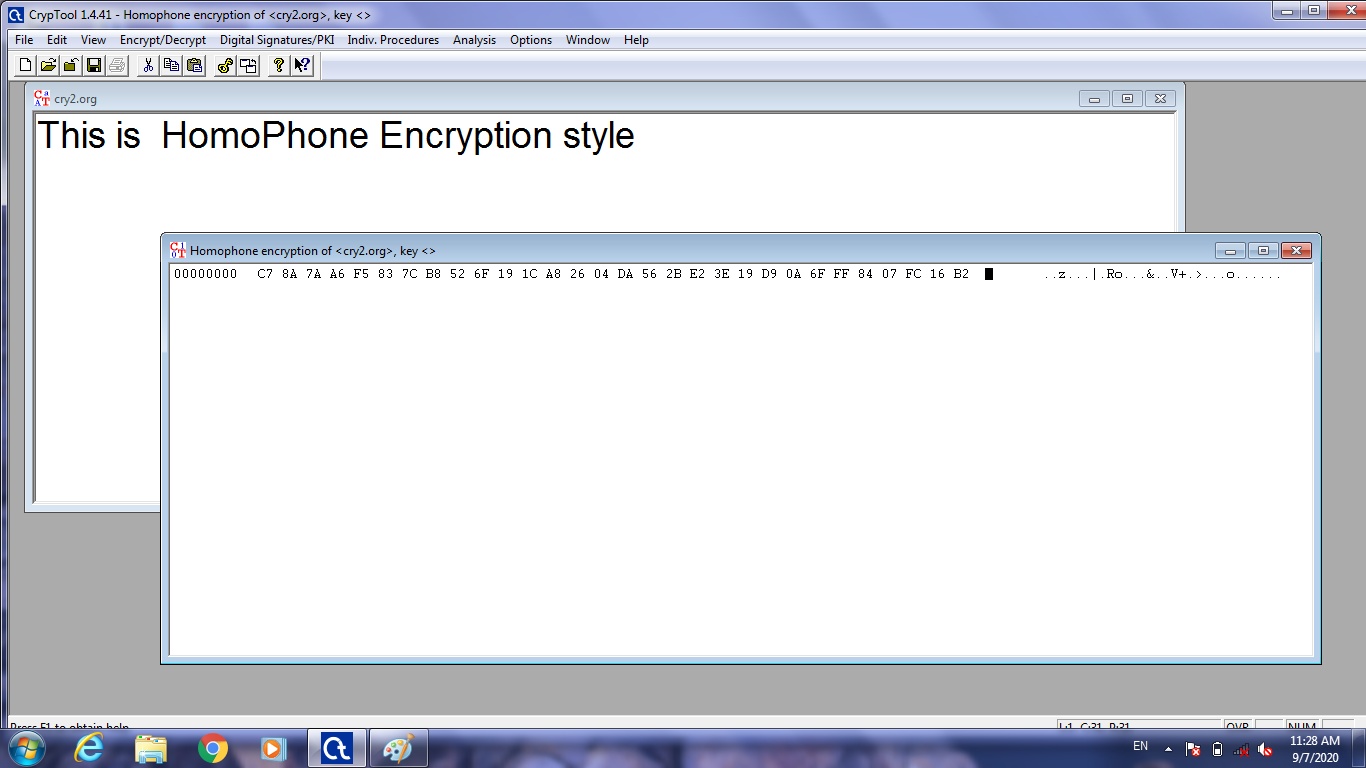 CrypTool 1.4.41 - Homophone encryption of <cry2.org>, key <>
File Edit View Encrypt/Decrypt Digital Signatures/PKI Indiv. Procedures Analysis Options Window Help
cry2.org
This is  HomoPhone Encryption style
Homophone encryption of <cry2.org>, key <>
00000000 C7 8A 7A A6 F5 83 7C B8 52 6F 19 1C A8 26 04 DA 56 2B E2 3E 19 D9 0A 6F FF 84 07 FC 16 B2 ..z...|.Ro...&..V+.>...o......
Press F1 to obtain help. L:1 C:31 P:31 OVR NUM
EN 11:28 AM
9/7/2020